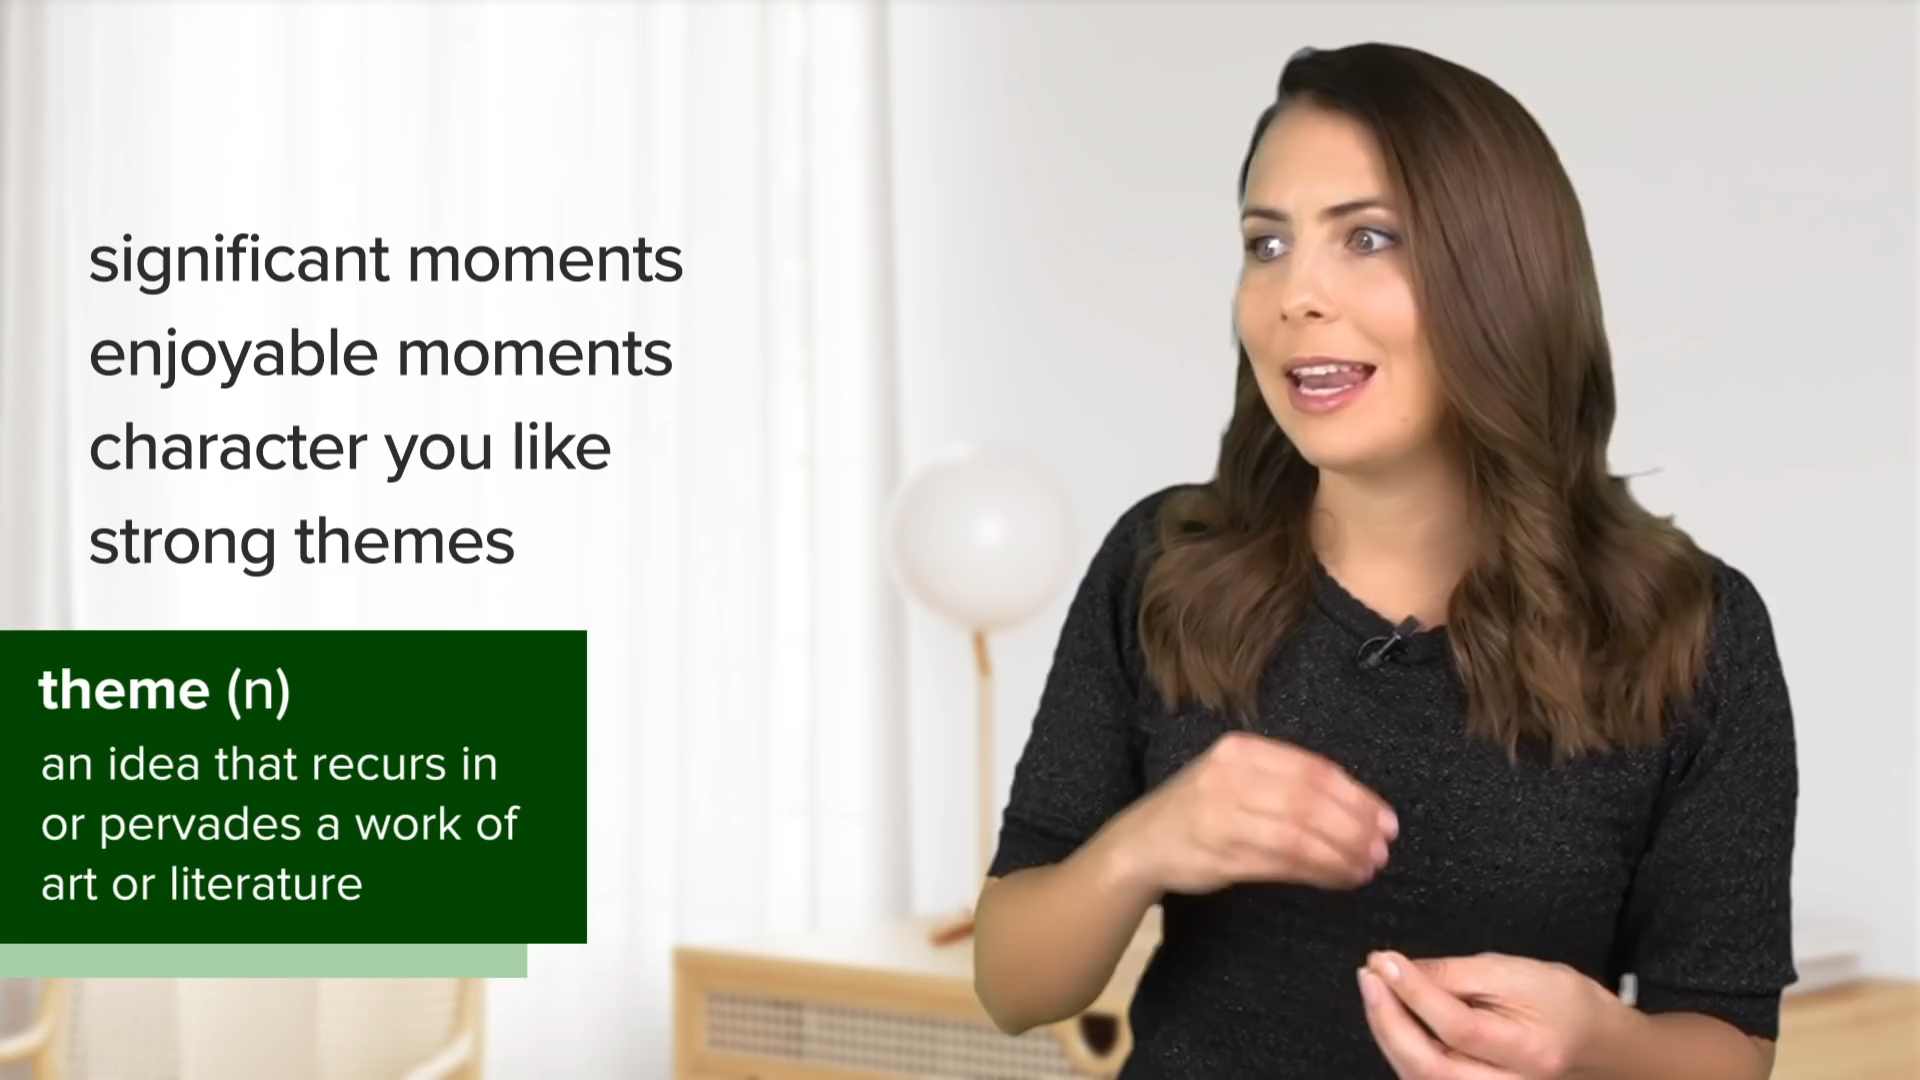 significant moments
enjoyable moments
character you like
strong themes
theme (n)
an idea that recurs in
or pervades a work of
art or literature